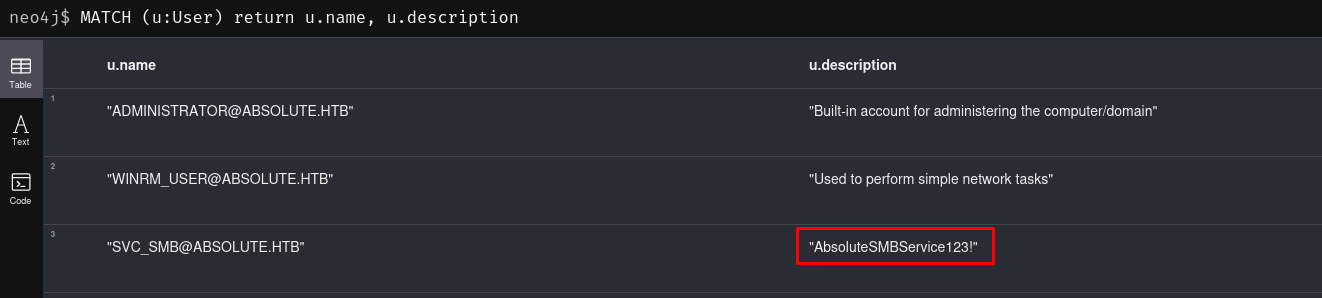 neo4j$ MATCH (u:User) return u.name, u.description
Table
Text
Code
u.name u.description
1
"ADMINISTRATOR@ABSOLUTE.HTB" "Built-in account for administering the computer/domain"
2
"WINRM_USER@ABSOLUTE.HTB" "Used to perform simple network tasks"
3
"SVC_SMB@ABSOLUTE.HTB" "AbsoluteSMBService123!"